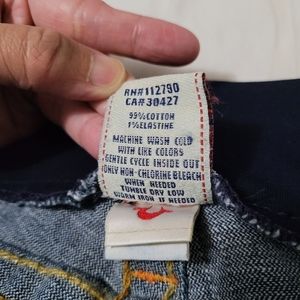 RN#112790
CA#30427
99%COTTON
1%ELASTINE
MACHINE WASH COLD
WITH LIKE COLORS
GENTLE CYCLE INSIDE OUT
ONLY NON-CHLORINE BLEACH
WHEN NEEDED
TUMBLE DRY LOW
WARM IRON IF NEEDED